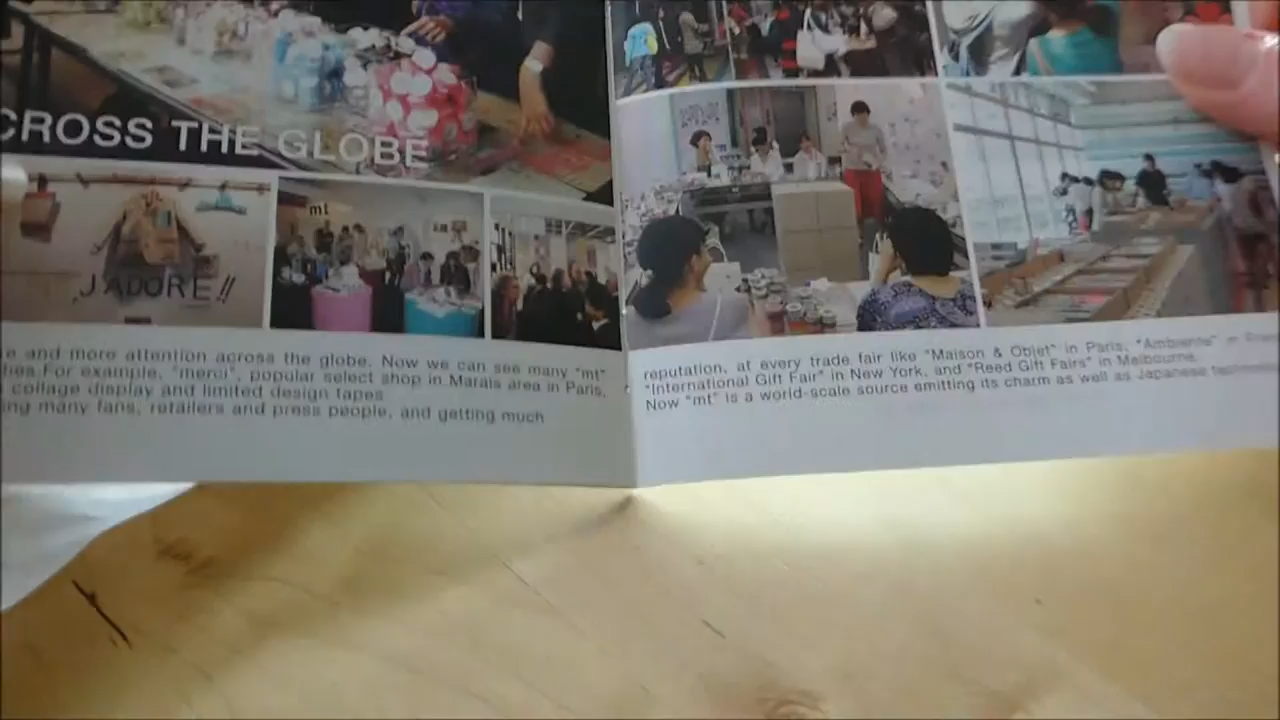 CROSS THE GLOBE
J'ADORE!!
mt
e and more attention across the globe. Now we can see many "mt"
For example, "merci", popular select shop in Marais area in Paris,
collage display and limited design tapes
ing many fans, retailers and press people, and getting much
reputation, at every trade fair like "Maison & Objet" in Paris, "Ambiente" in
"International Gift Fair" in New York, and "Reed Gift Fairs" in Melbourne.
Now "mt" is a world-scale source emitting its charm as well as Japanese